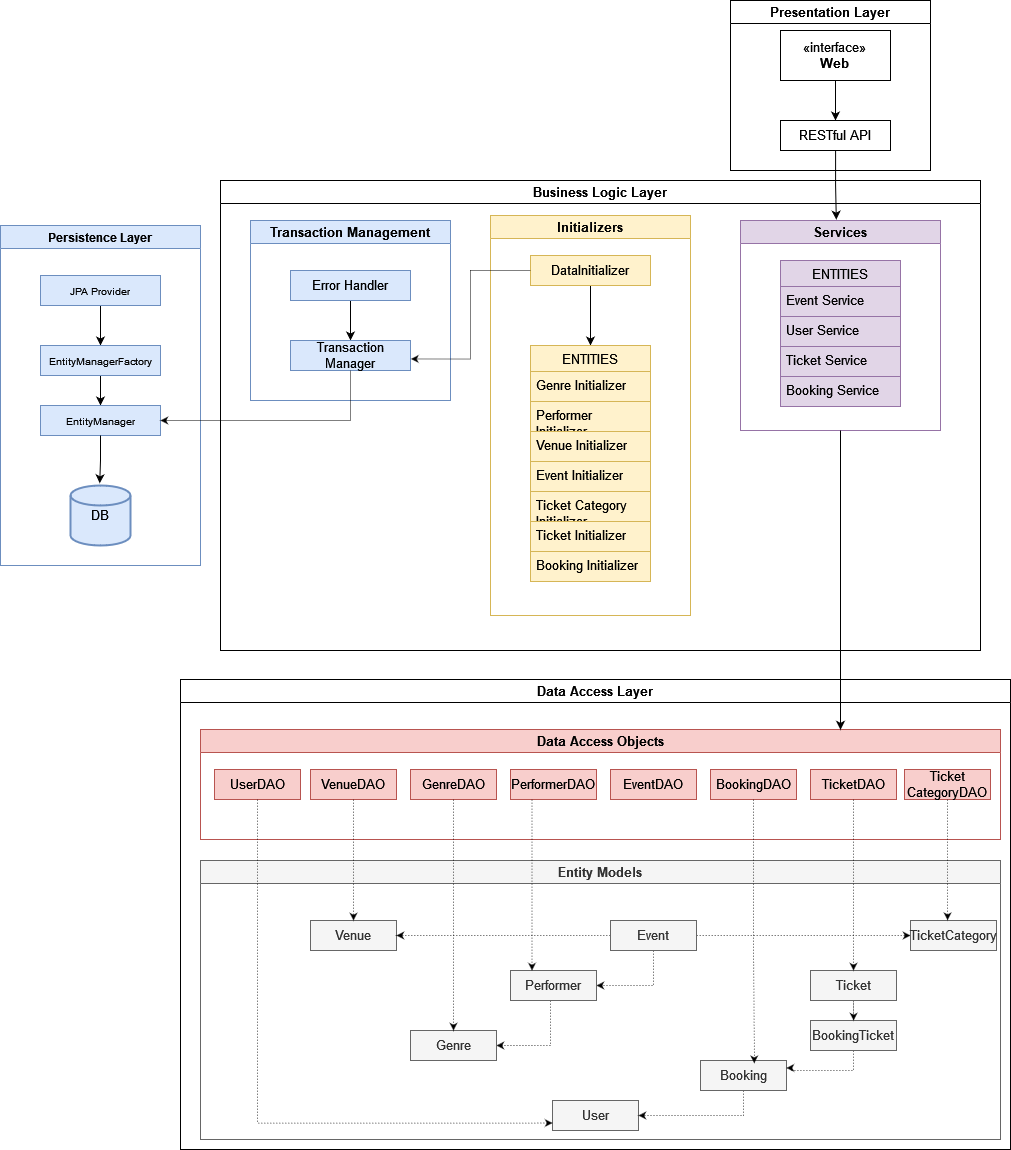 Presentation Layer
«interface»
Web
RESTful API
Business Logic Layer
Persistence Layer
JPA Provider
EntityManagerFactory
EntityManager
DB
Transaction Management
Error Handler
Transaction
Manager
Initializers
DataInitializer
ENTITIES
Genre Initializer
Performer
Initializer
Venue Initializer
Event Initializer
Ticket Category
Initializer
Ticket Initializer
Booking Initializer
Services
ENTITIES
Event Service
User Service
Ticket Service
Booking Service
Data Access Layer
Data Access Objects
UserDAO
VenueDAO
GenreDAO
PerformerDAO
EventDAO
BookingDAO
TicketDAO
Ticket
CategoryDAO
Entity Models
Venue
Event
TicketCategory
Performer
Ticket
Genre
BookingTicket
Booking
User